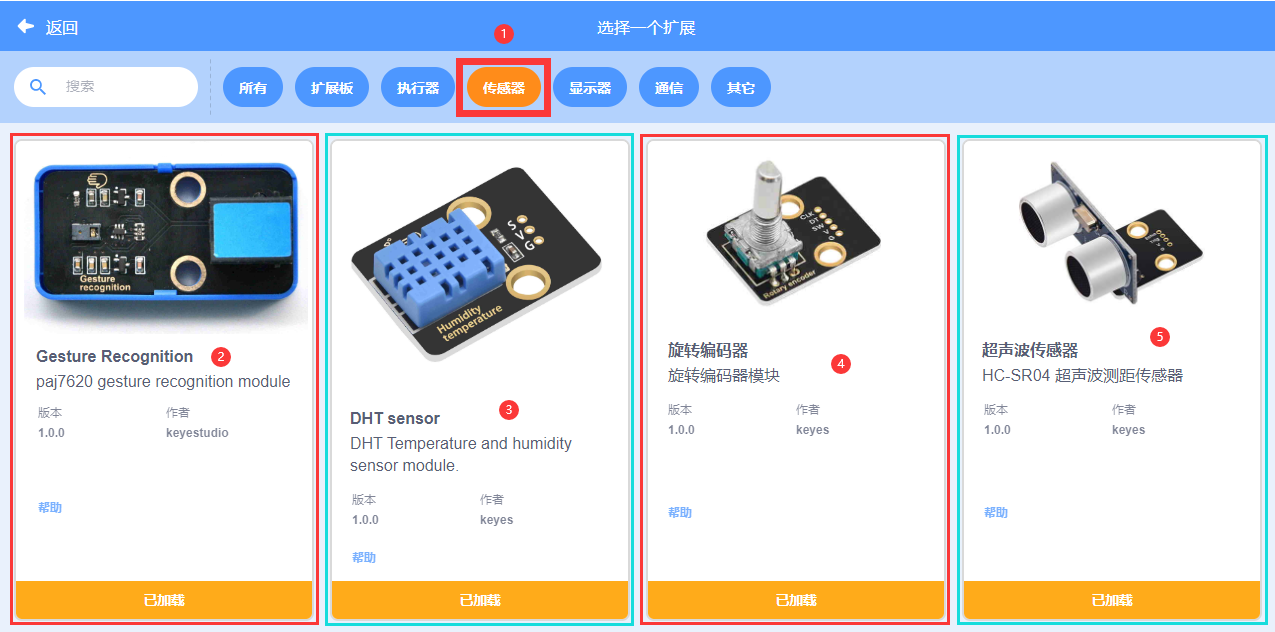 返回
选择一个扩展
1
搜索
所有
扩展板
执行器
传感器
显示器
通信
其它
Gesture
recognition
Gesture Recognition
2
paj7620 gesture recognition module
版本
作者
1.0.0
keyestudio
帮助
已加载
S
V
G
Humidity
temperature
3
DHT sensor
DHT Temperature and humidity
sensor module.
版本
作者
1.0.0
keyes
帮助
已加载
CLK
DT
SW
V
G
Rotary encoder
旋转编码器
4
旋转编码器模块
版本
作者
1.0.0
keyes
帮助
已加载
5
超声波传感器
HC-SR04 超声波测距传感器
版本
作者
1.0.0
keyes
帮助
已加载